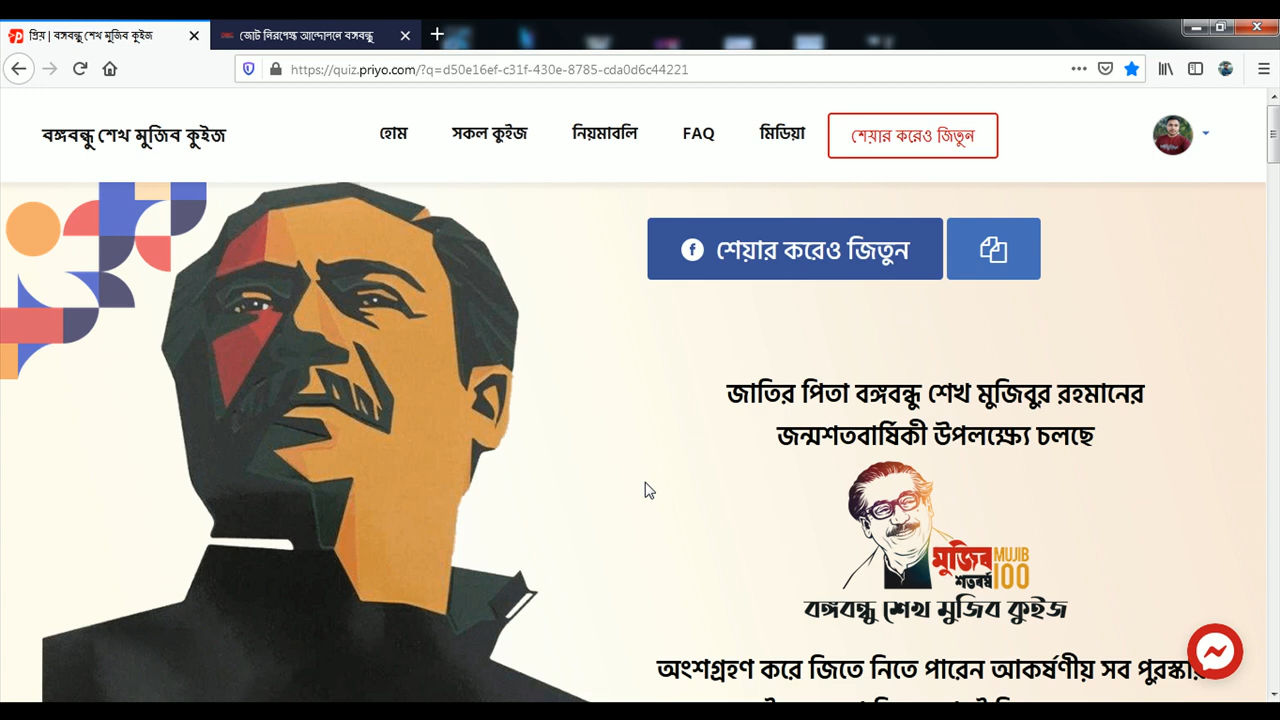 প্রিয় | বঙ্গবন্ধু শেখ মুজিব কুইজ
জোট নিরপেক্ষ আন্দোলনে বঙ্গবন্ধু
https://quiz.priyo.com/?q=d50e16ef-c31f-430e-8785-cda0d6c44221
বঙ্গবন্ধু শেখ মুজিব কুইজ
হোম
সকল কুইজ
নিয়মাবলি
FAQ
মিডিয়া
শেয়ার করেও জিতুন
শেয়ার করেও জিতুন
জাতির পিতা বঙ্গবন্ধু শেখ মুজিবুর রহমানের
জন্মশতবার্ষিকী উপলক্ষ্যে চলছে
মুজিব MUJIB
শতবর্ষ 100
বঙ্গবন্ধু শেখ মুজিব কুইজ
অংশগ্রহণ করে জিতে নিতে পারেন আকর্ষণীয় সব